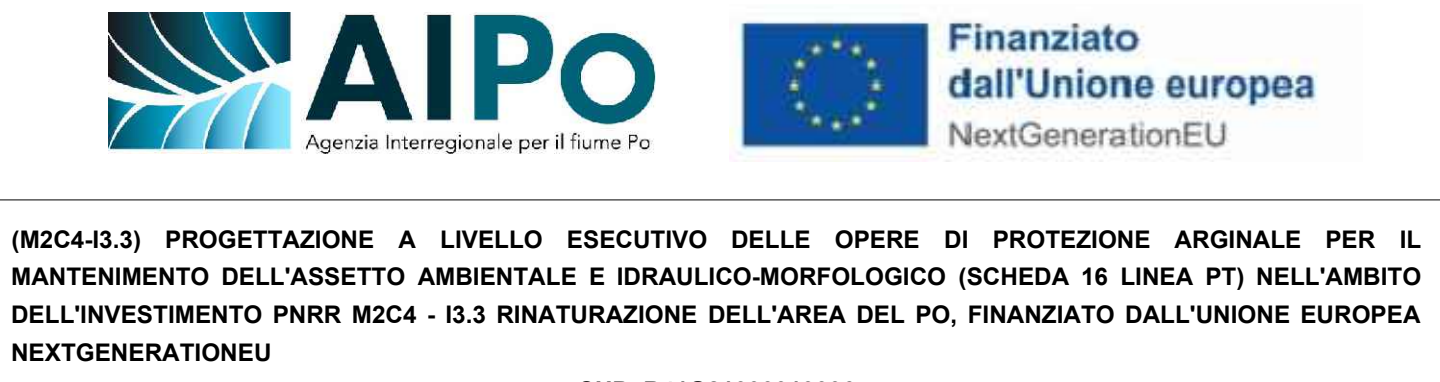 AIPo
Agenzia Interregionale per il fiume Po
Finanziato
dall'Unione europea
NextGenerationEU
(M2C4-I3.3) PROGETTAZIONE A LIVELLO ESECUTIVO DELLE OPERE DI PROTEZIONE ARGINALE PER IL
MANTENIMENTO DELL'ASSETTO AMBIENTALE E IDRAULICO-MORFOLOGICO (SCHEDA 16 LINEA PT) NELL'AMBITO
DELL'INVESTIMENTO PNRR M2C4 - I3.3 RINATURAZIONE DELL'AREA DEL PO, FINANZIATO DALL'UNIONE EUROPEA
NEXTGENERATIONEU